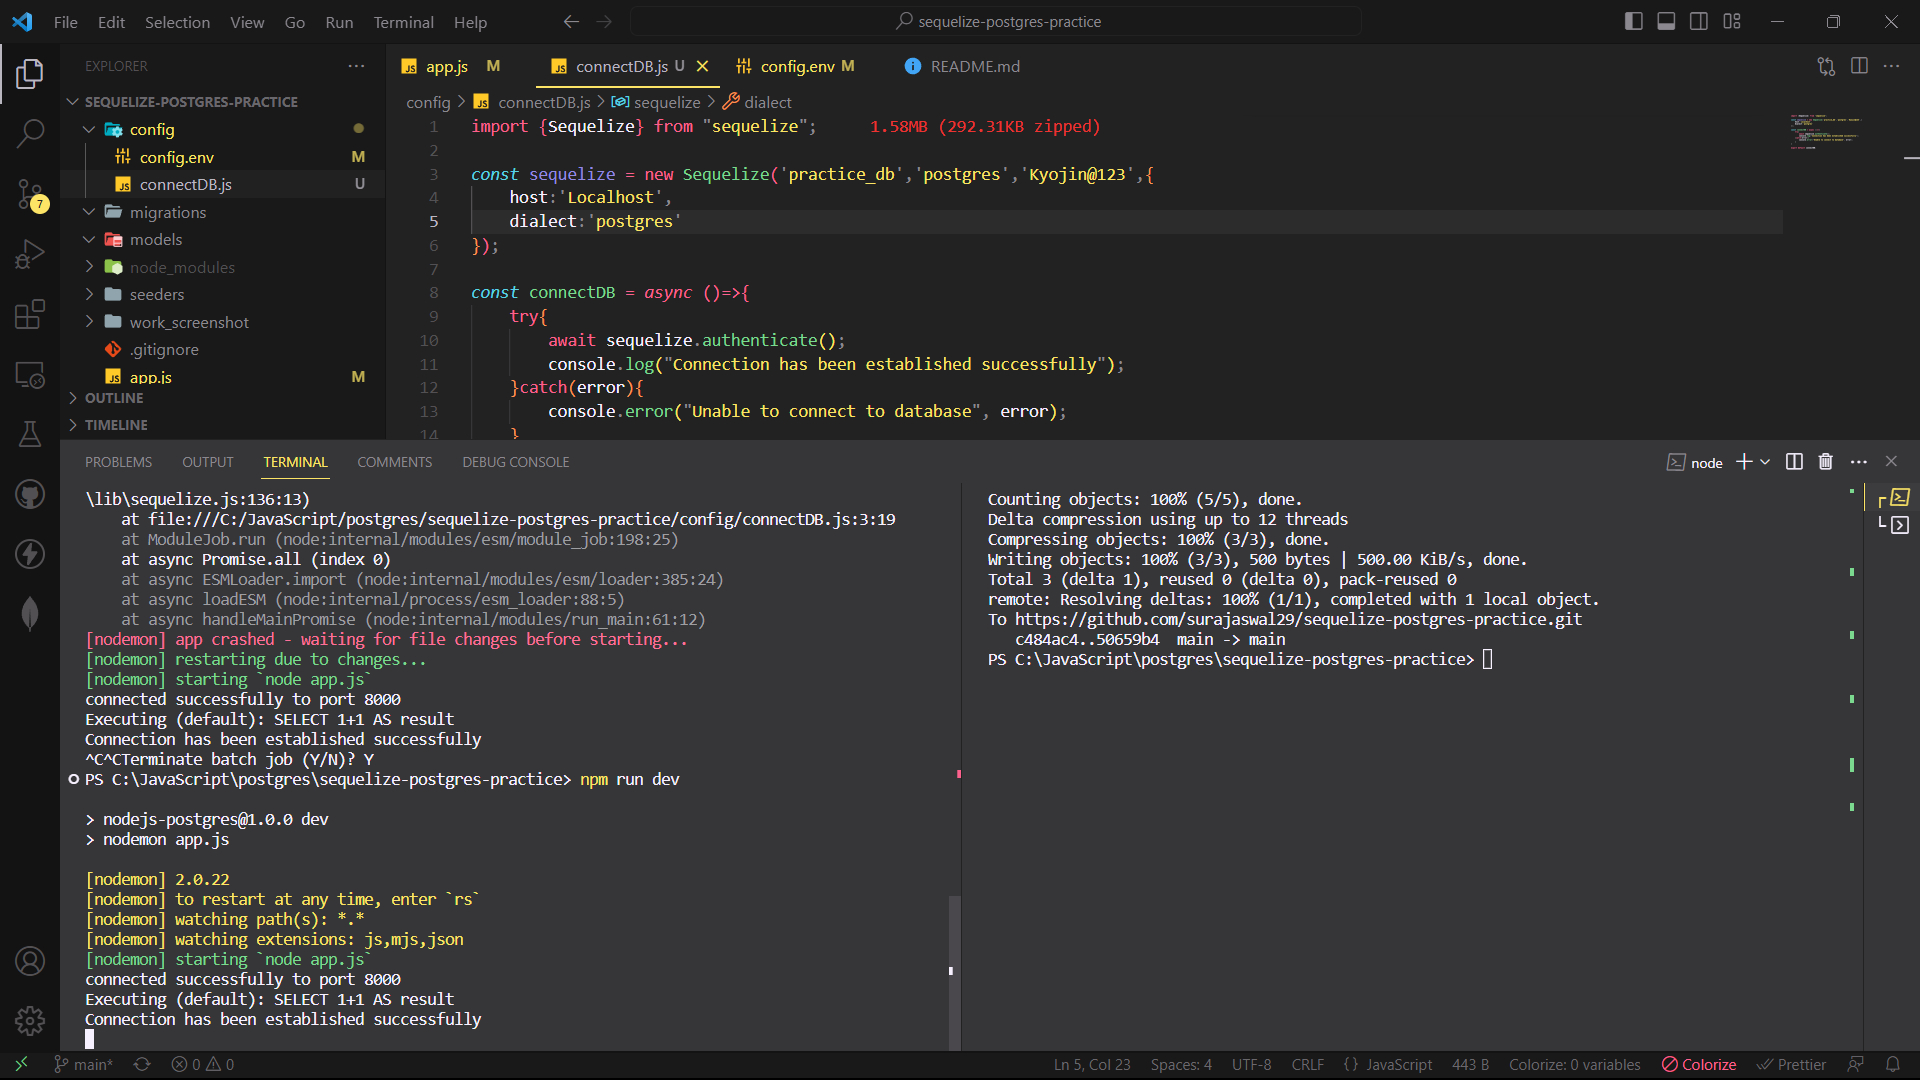 File Edit Selection View Go Run Terminal Help
sequelize-postgres-practice
EXPLORER
SEQUELIZE-POSTGRES-PRACTICE
config
config.env M
connectDB.js U
migrations
models
node_modules
seeders
work_screenshot
.gitignore
app.js M
OUTLINE
TIMELINE
7
app.js M
connectDB.js U
config.env M
README.md
config > connectDB.js > sequelize > dialect
1 import {Sequelize} from "sequelize"; 1.58MB (292.31KB zipped)
2
3 const sequelize = new Sequelize('practice_db','postgres','Kyojin@123',{
4 host:'Localhost',
5 dialect:'postgres'
6 });
7
8 const connectDB = async ()=>{
9 try{
10 await sequelize.authenticate();
11 console.log("Connection has been established successfully");
12 }catch(error){
13 console.error("Unable to connect to database", error);
14 }
PROBLEMS OUTPUT TERMINAL COMMENTS DEBUG CONSOLE
node
\lib\sequelize.js:136:13)
at file:///C:/JavaScript/postgres/sequelize-postgres-practice/config/connectDB.js:3:19
at ModuleJob.run (node:internal/modules/esm/module_job:198:25)
at async Promise.all (index 0)
at async ESMLoader.import (node:internal/modules/esm/loader:385:24)
at async loadESM (node:internal/process/esm_loader:88:5)
at async handleMainPromise (node:internal/modules/run_main:61:12)
[nodemon] app crashed - waiting for file changes before starting...
[nodemon] restarting due to changes...
[nodemon] starting `node app.js`
connected successfully to port 8000
Executing (default): SELECT 1+1 AS result
Connection has been established successfully
^C^CTerminate batch job (Y/N)? Y
PS C:\JavaScript\postgres\sequelize-postgres-practice> npm run dev
> nodejs-postgres@1.0.0 dev
> nodemon app.js
[nodemon] 2.0.22
[nodemon] to restart at any time, enter `rs`
[nodemon] watching path(s): *.*
[nodemon] watching extensions: js,mjs,json
[nodemon] starting `node app.js`
connected successfully to port 8000
Executing (default): SELECT 1+1 AS result
Connection has been established successfully
Counting objects: 100% (5/5), done.
Delta compression using up to 12 threads
Compressing objects: 100% (3/3), done.
Writing objects: 100% (3/3), 500 bytes | 500.00 KiB/s, done.
Total 3 (delta 1), reused 0 (delta 0), pack-reused 0
remote: Resolving deltas: 100% (1/1), completed with 1 local object.
To https://github.com/surajaswal29/sequelize-postgres-practice.git
c484ac4..50659b4 main -> main
PS C:\JavaScript\postgres\sequelize-postgres-practice>
main* 0 0
Ln 5, Col 23 Spaces: 4 UTF-8 CRLF {} JavaScript 443 B Colorize: 0 variables Colorize Prettier